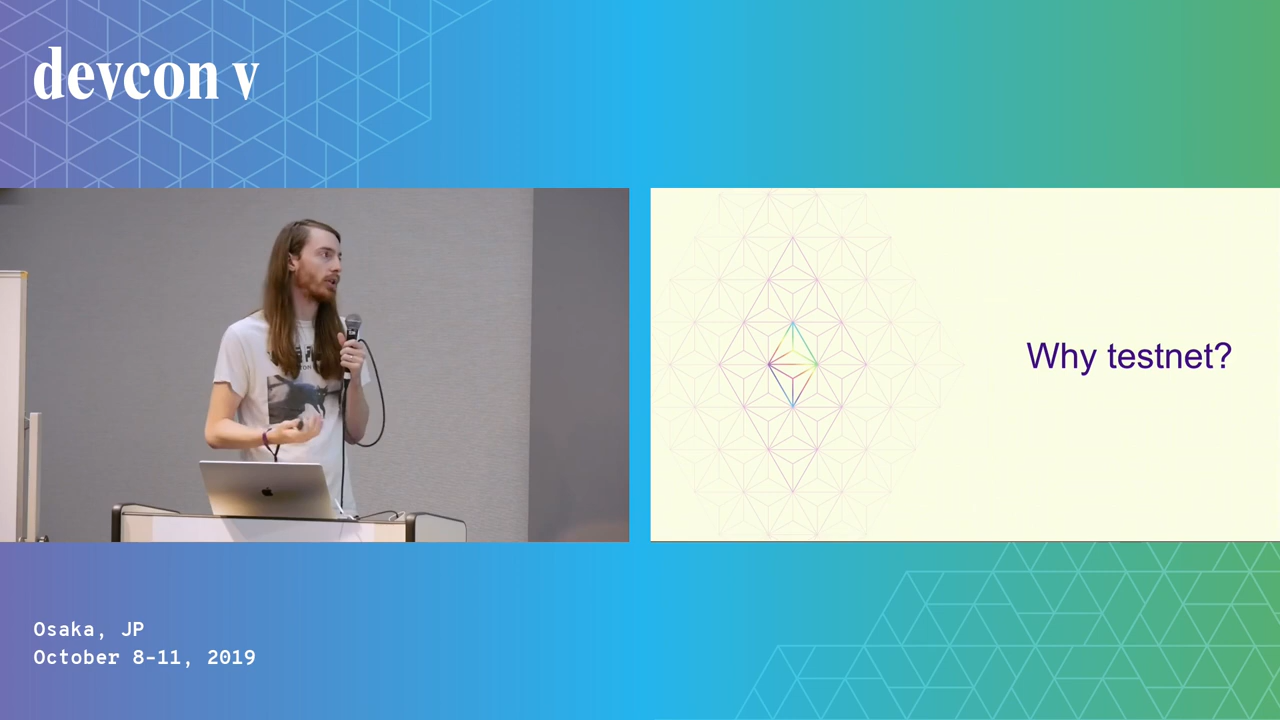 devcon v
Why testnet?
Osaka, JP
October 8-11, 2019